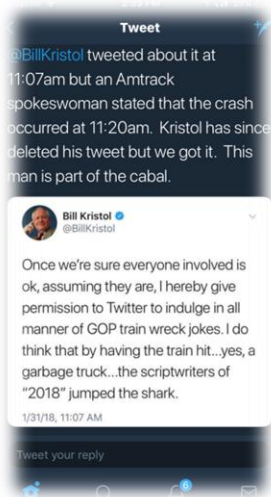 Tweet
@BillKristol tweeted about it at
11:07am but an Amtrack
spokeswoman stated that the crash
occurred at 11:20am. Kristol has since
deleted his tweet but we got it. This
man is part of the cabal.
Bill Kristol
@BillKristol
Once we're sure everyone involved is
ok, assuming they are, I hereby give
permission to Twitter to indulge in all
manner of GOP train wreck jokes. I do
think that by having the train hit...yes, a
garbage truck...the scriptwriters of
"2018" jumped the shark.
1/31/18, 11:07 AM
Tweet your reply
6